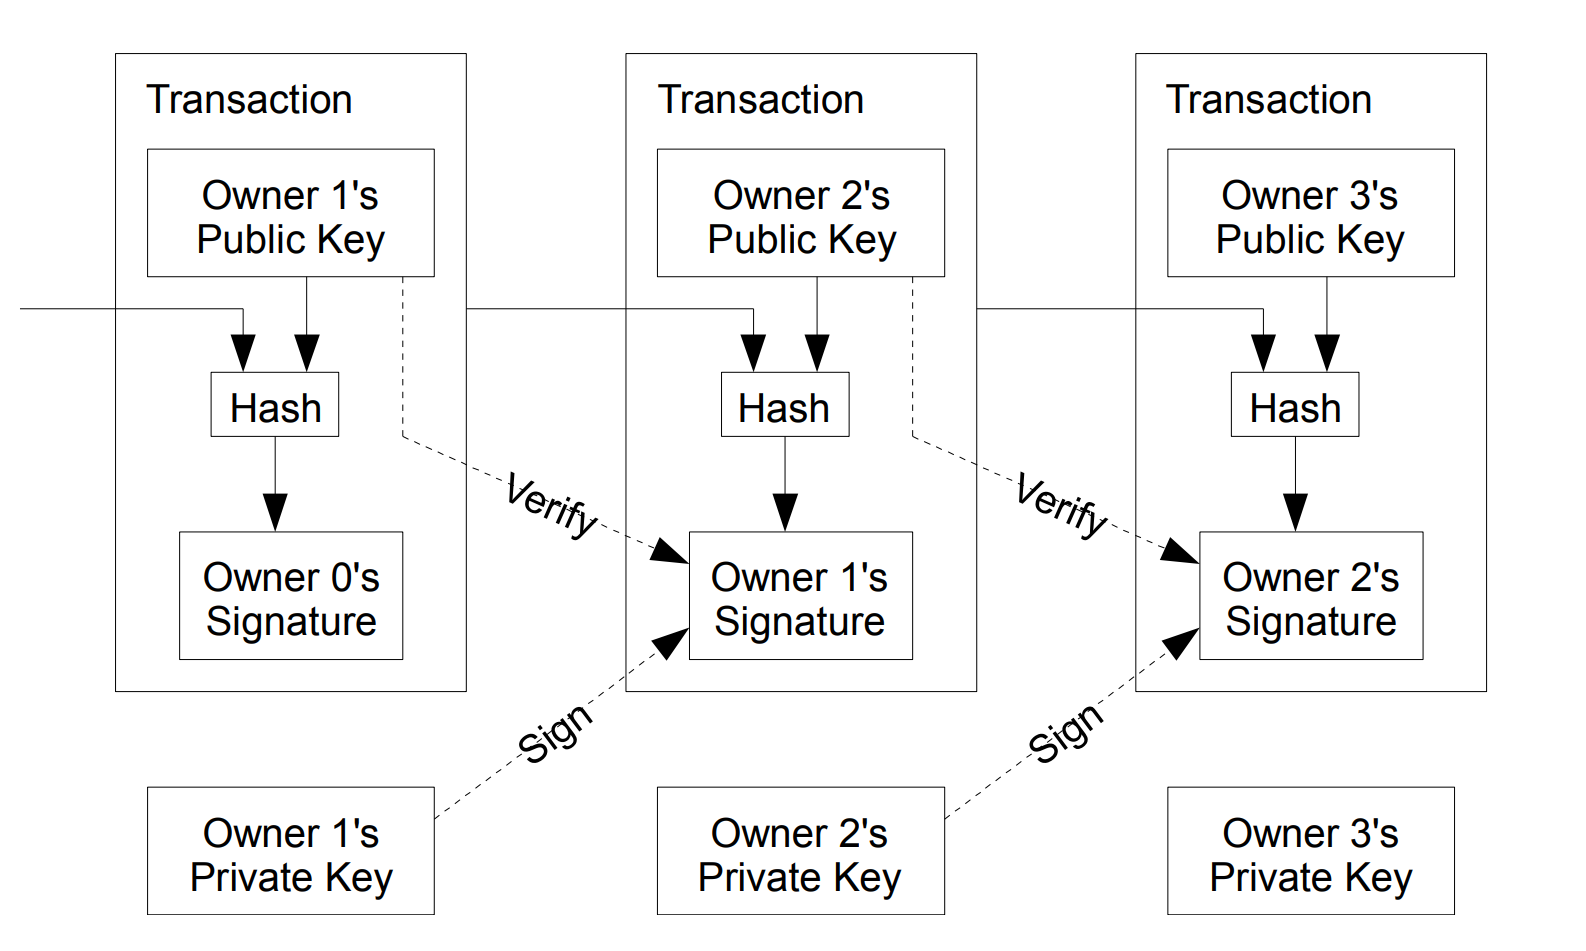 Transaction
Transaction
Transaction
Owner 1's
Public Key
Owner 2's
Public Key
Owner 3's
Public Key
Hash
Hash
Hash
Verify
Verify
Owner 0's
Signature
Owner 1's
Signature
Owner 2's
Signature
Sign
Sign
Owner 1's
Private Key
Owner 2's
Private Key
Owner 3's
Private Key